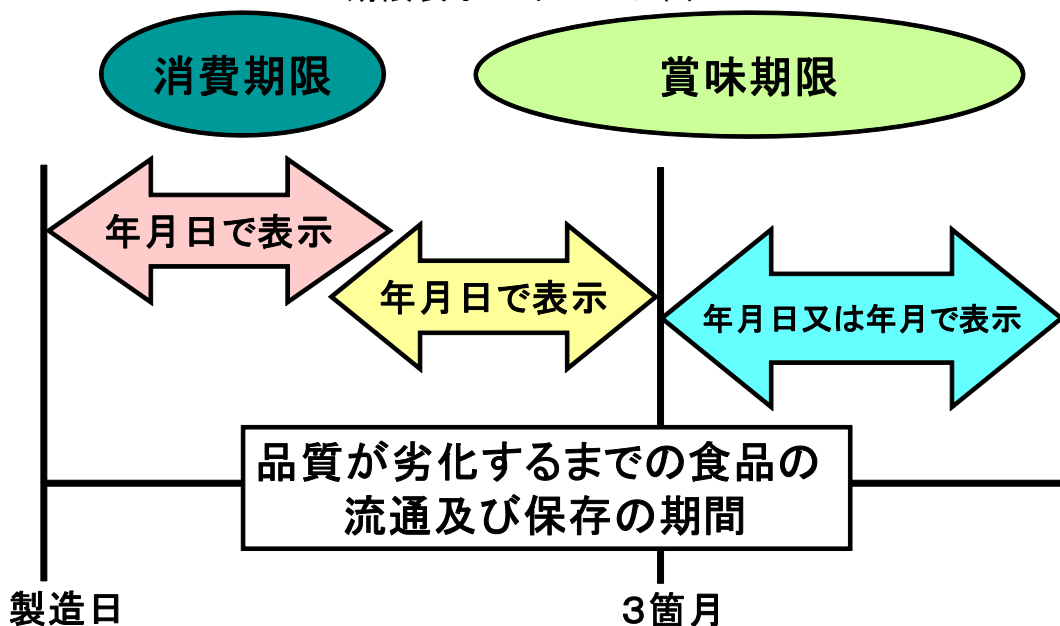 消費期限
賞味期限
年月日で表示
年月日で表示
年月日又は年月で表示
品質が劣化するまでの食品の
流通及び保存の期間
製造日
3箇月